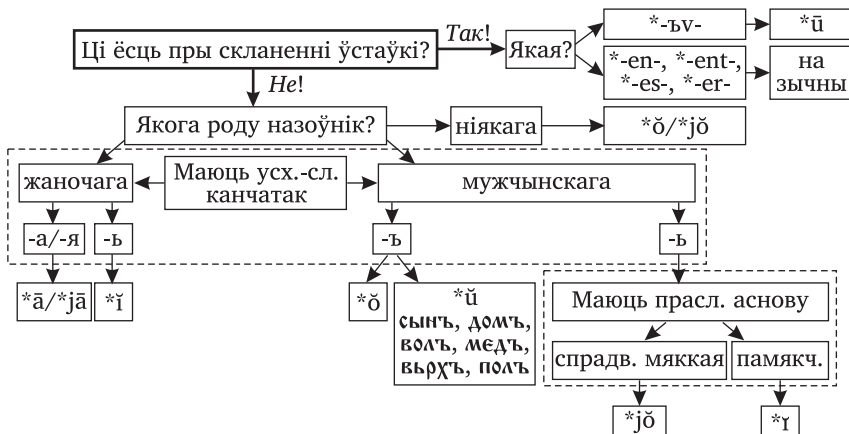 Ці ёсць пры скланенні ўстаўкі?
Так!
Якая?
*-ъv-
*ū
*-en-, *-ent-,
*-es-, *-er-
на
зычны
Не!
Якога роду назоўнік?
ніякага
*ŏ/*jŏ
жаночага
Маюць усх.-сл.
канчатак
мужчынскага
-а/-я
-ь
-ъ
-ь
*ā/*jā
*ĭ
*ŏ
*ŭ
сынъ, домъ,
волъ, медъ,
вьрхъ, полъ
Маюць прасл. аснову
спрадв. мяккая
памякч.
*jŏ
*ĭ